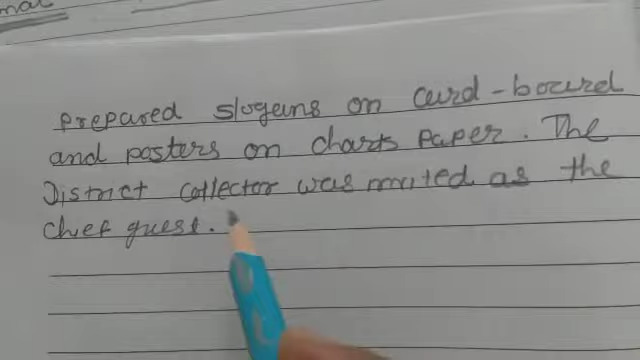 Prepared slogans on card-board
and posters on charts Paper. The
District collector was invited as the
chief guest.